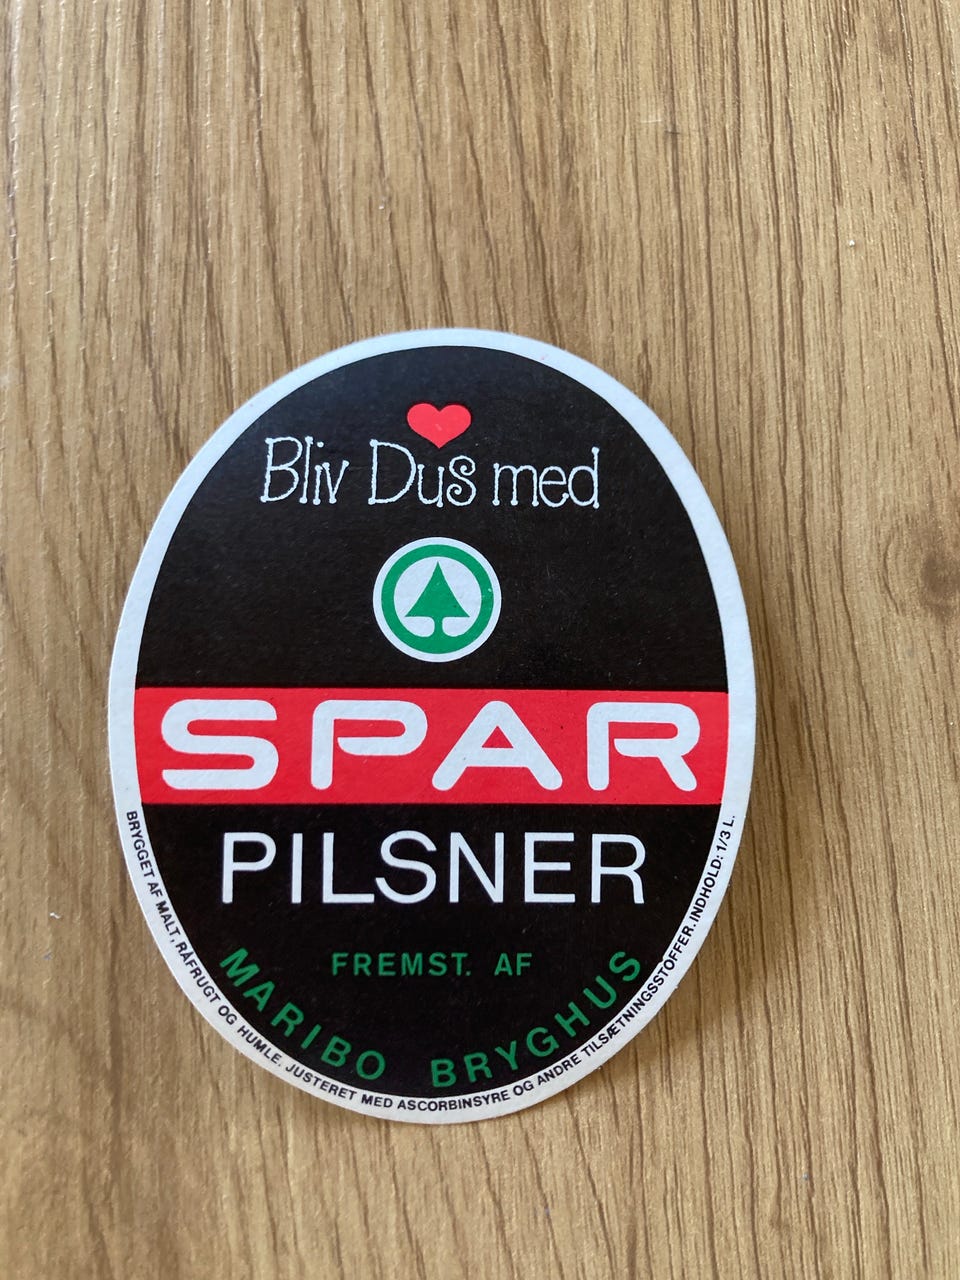 Bliv Dus med
SPAR
PILSNER
FREMST. AF
MARIBO BRYGHUS
BRYGGET AF MALT, RÅFRUGT OG HUMLE. JUSTERET MED ASCORBINSYRE OG ANDRE TILSÆTNINGSSTOFFER. INDHOLD: 1/3 L.